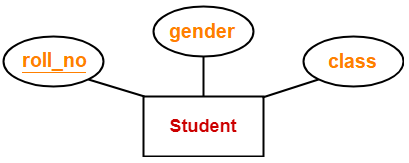 gender
roll_no
class
Student